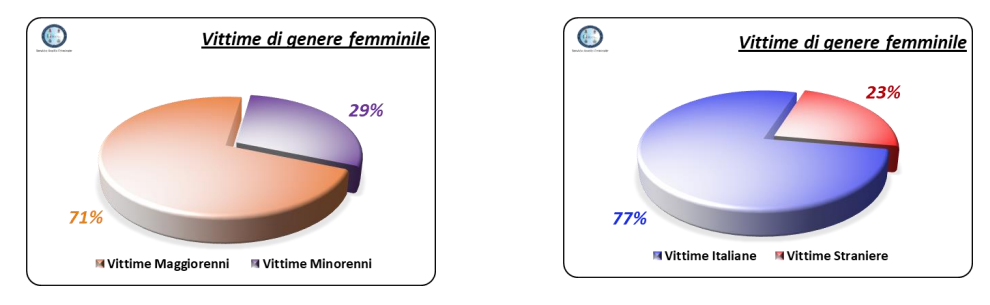 Vittime di genere femminile
29%
71%
Vittime Maggiorenni Vittime Minorenni
Vittime di genere femminile
23%
77%
Vittime Italiane Vittime Straniere